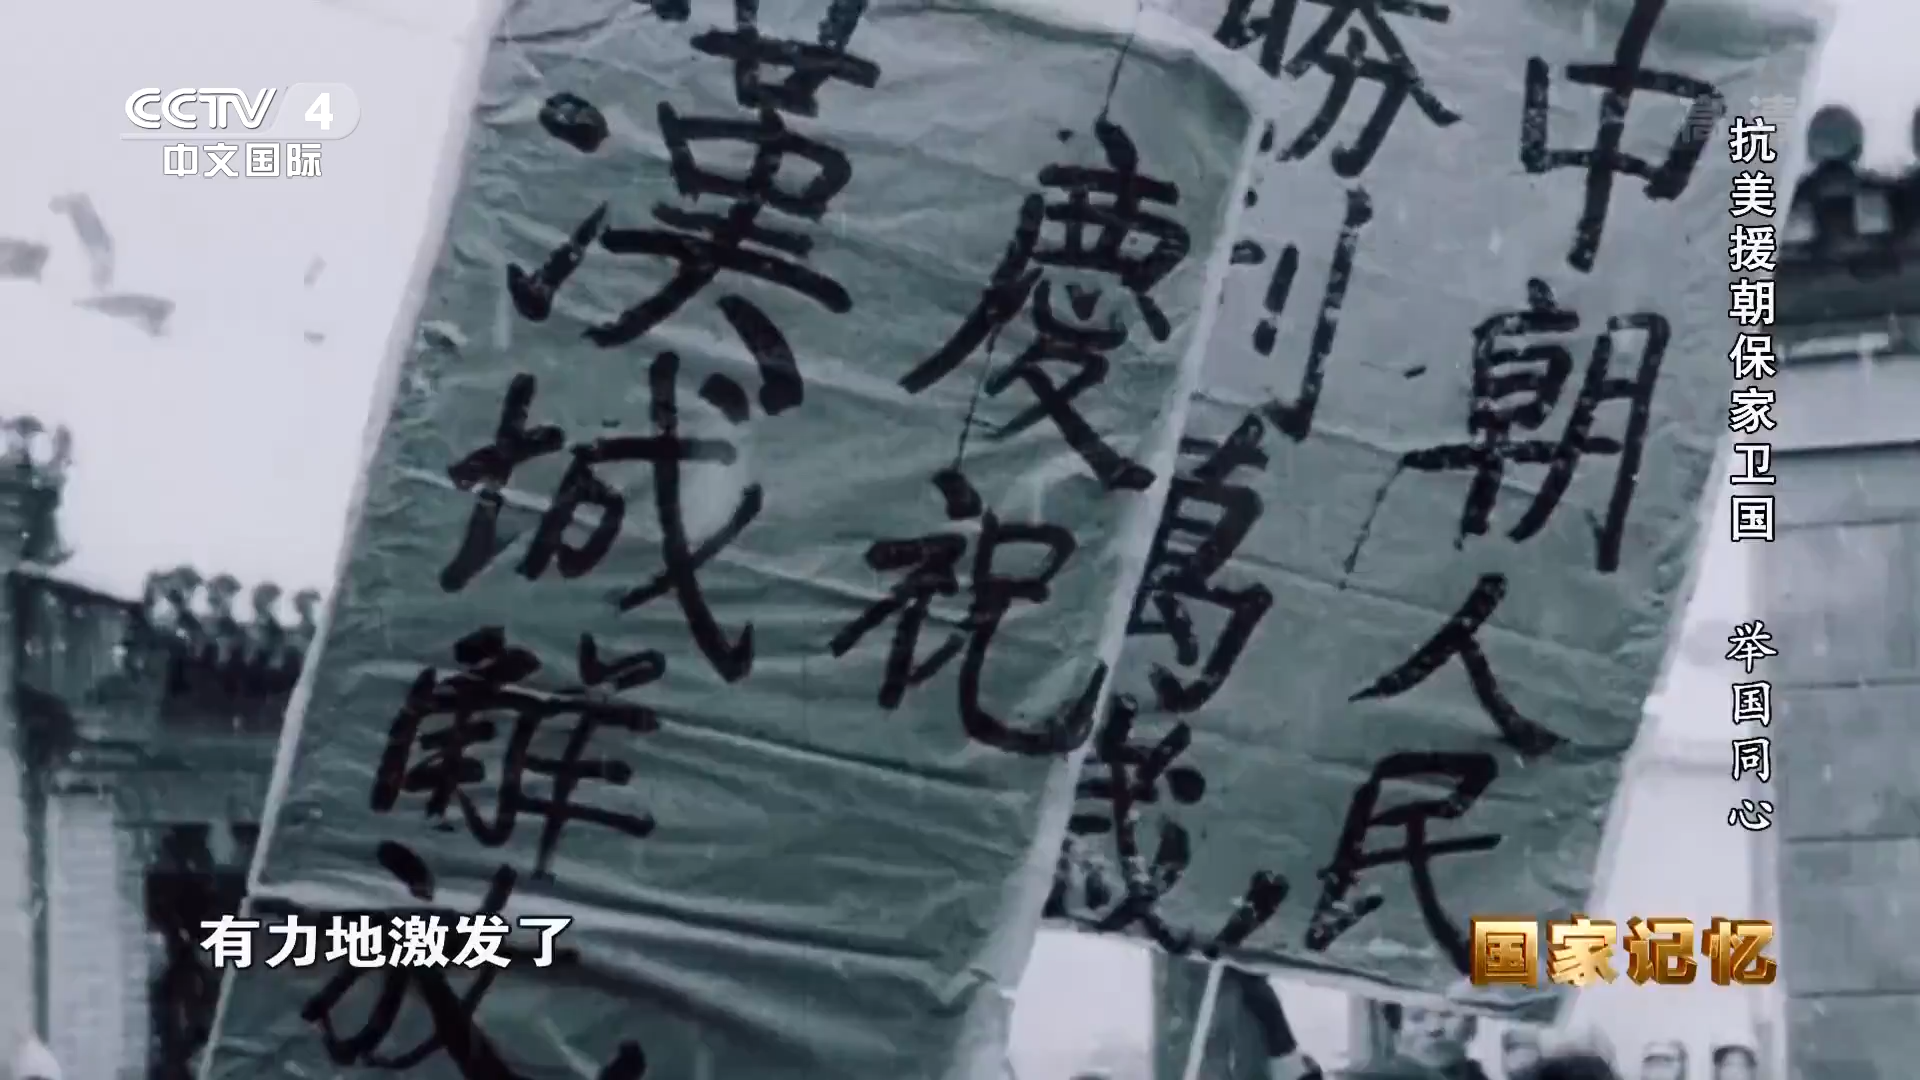 CCTV 4
中文国际
高清
抗美援朝保家卫国 举国同心
中朝人民
勝利萬歲
慶祝
漢城解放
有力地激发了
国家记忆